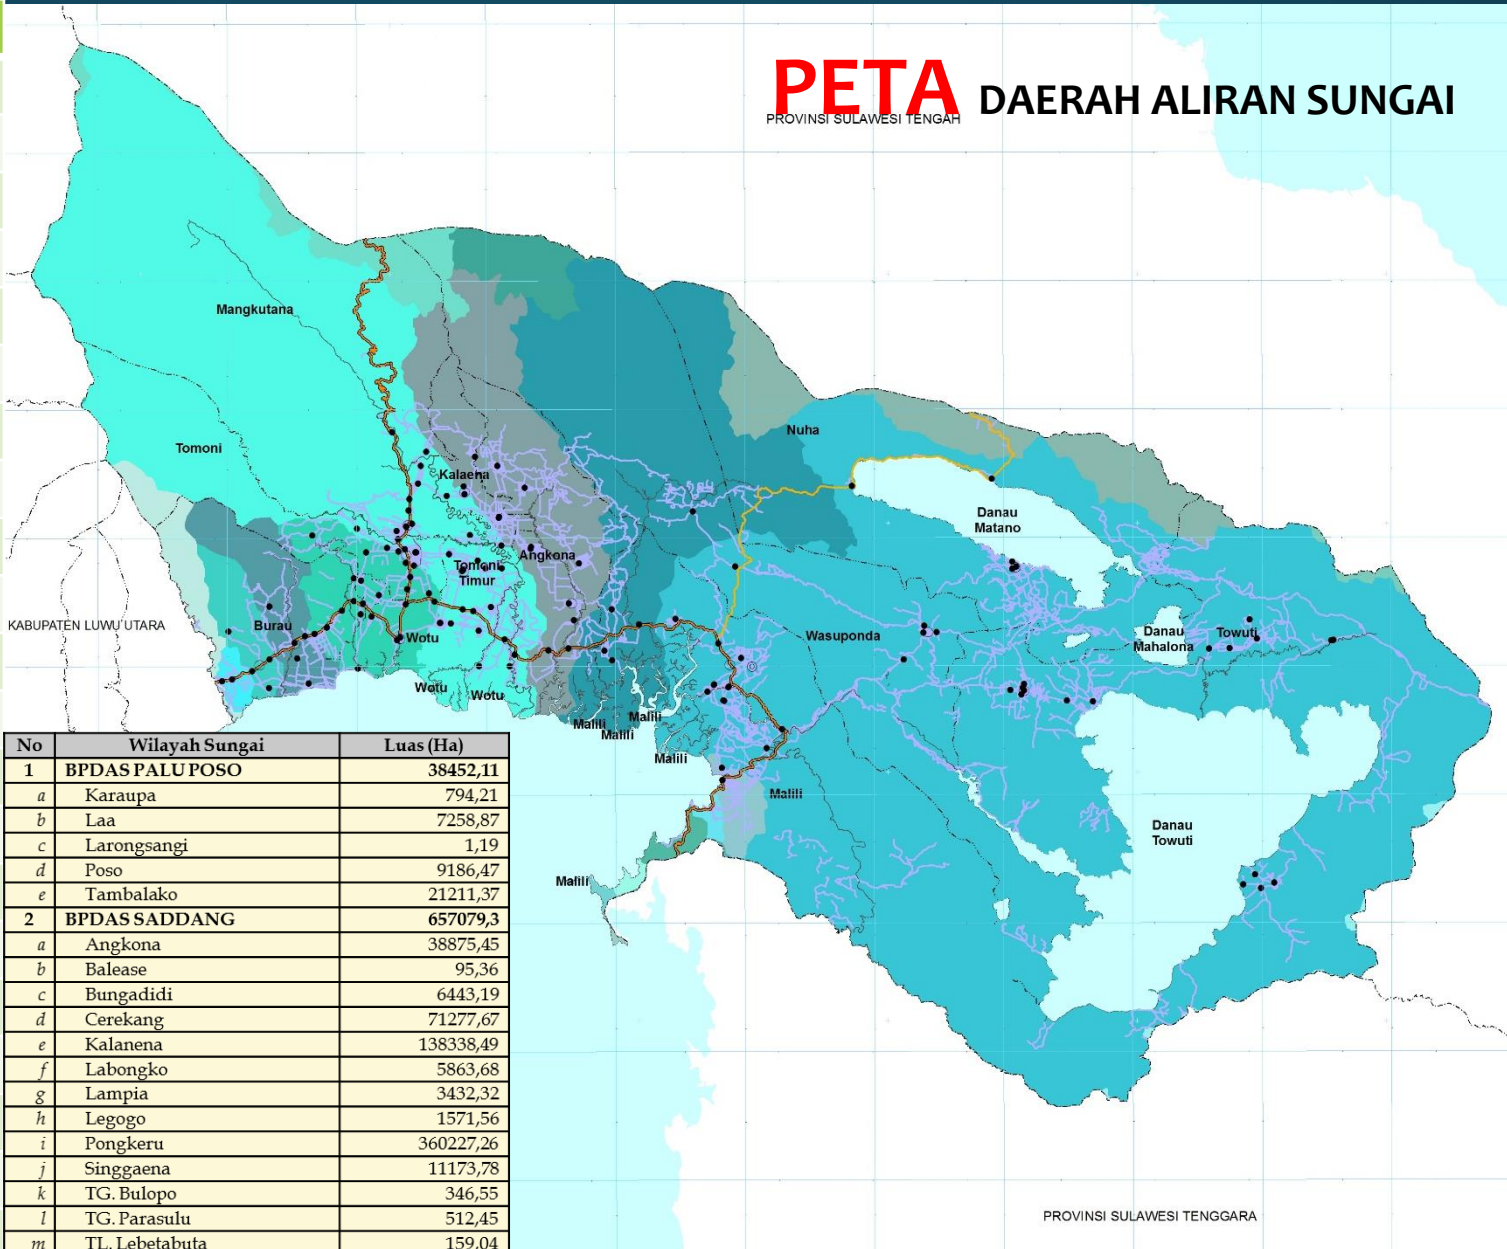 PETA DAERAH ALIRAN SUNGAI
PROVINSI SULAWESI TENGAH
Mangkutana
Nuha
Tomoni
Kalaena
Danau
Matano
Angkona
Tomoni
Timur
KABUPATEN LUWU UTARA
Burau
Wotu
Wasuponda
Danau
Mahalona
Towuti
Wotu
Wotu
Malili
Malili
Malili
Malili
Malili
Danau
Towuti
Malili
No Wilayah Sungai Luas (Ha)
1 BPDAS PALU POSO 38452,11
a Karaupa 794,21
b Laa 7258,87
c Larongsangi 1,19
d Poso 9186,47
e Tambalako 21211,37
2 BPDAS SADDANG 657079,3
a Angkona 38875,45
b Balease 95,36
c Bungadidi 6443,19
d Cerekang 71277,67
e Kalanena 138338,49
f Labongko 5863,68
g Lampia 3432,32
h Legogo 1571,56
i Pongkeru 360227,26
j Singgaena 11173,78
k TG. Bulopo 346,55
l TG. Parasulu 512,45
m TL. Lebetabuta 159,04
PROVINSI SULAWESI TENGGARA